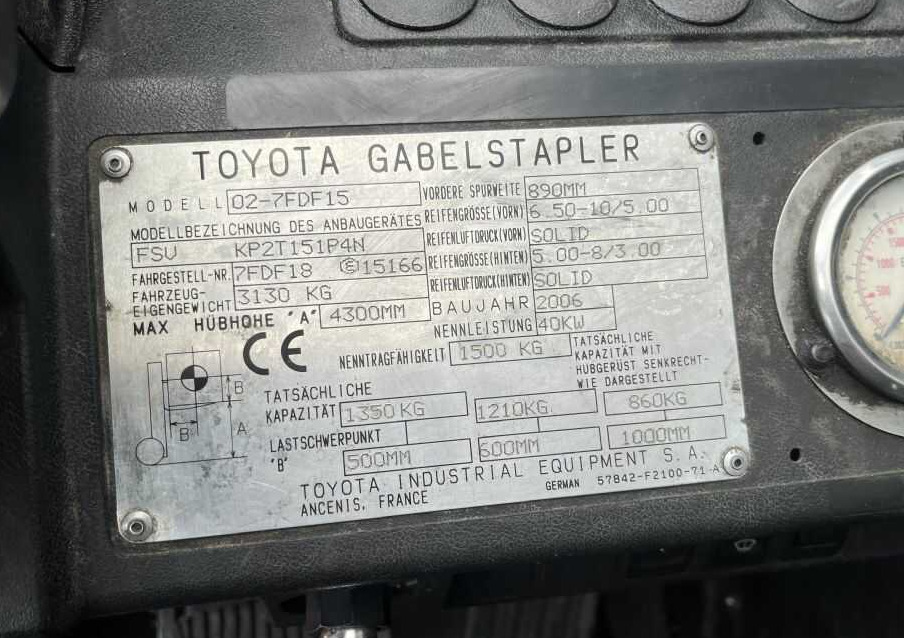 TOYOTA GABELSTAPLER
MODELL 02-7FDF15
VORDERE SPURWEITE 890MM
MODELLBEZEICHNUNG DES ANBAUGERÄTES
REIFENGRÖSSE(VORN) 6.50-10/5.00
FSV KP2T151P4N
REIFENLUFTDRUCK(VORN) SOLID
FAHRGESTELL-NR. 7FDF18 Ⓔ15166
REIFENGRÖSSE(HINTEN) 5.00-8/3.00
FAHRZEUG-
EIGENGEWICHT 3130 KG
REIFENLUFTDRUCK(HINTEN) SOLID
MAX HÜBHOHE "A" 4300MM
BAUJAHR 2006
NENNLEISTUNG 40KW
CE
NENNTRAGFÄHIGKEIT 1500 KG
TATSÄCHLICHE
KAPAZITÄT MIT
HUBGERÜST SENKRECHT-
WIE DARGESTELLT
B
B
A
TATSÄCHLICHE
KAPAZITÄT 1350KG 1210KG 860KG
LASTSCHWERPUNKT
"B" 500MM 600MM 1000MM
TOYOTA INDUSTRIAL EQUIPMENT S.A.
ANCENIS, FRANCE
GERMAN 57842-F2100-71-A